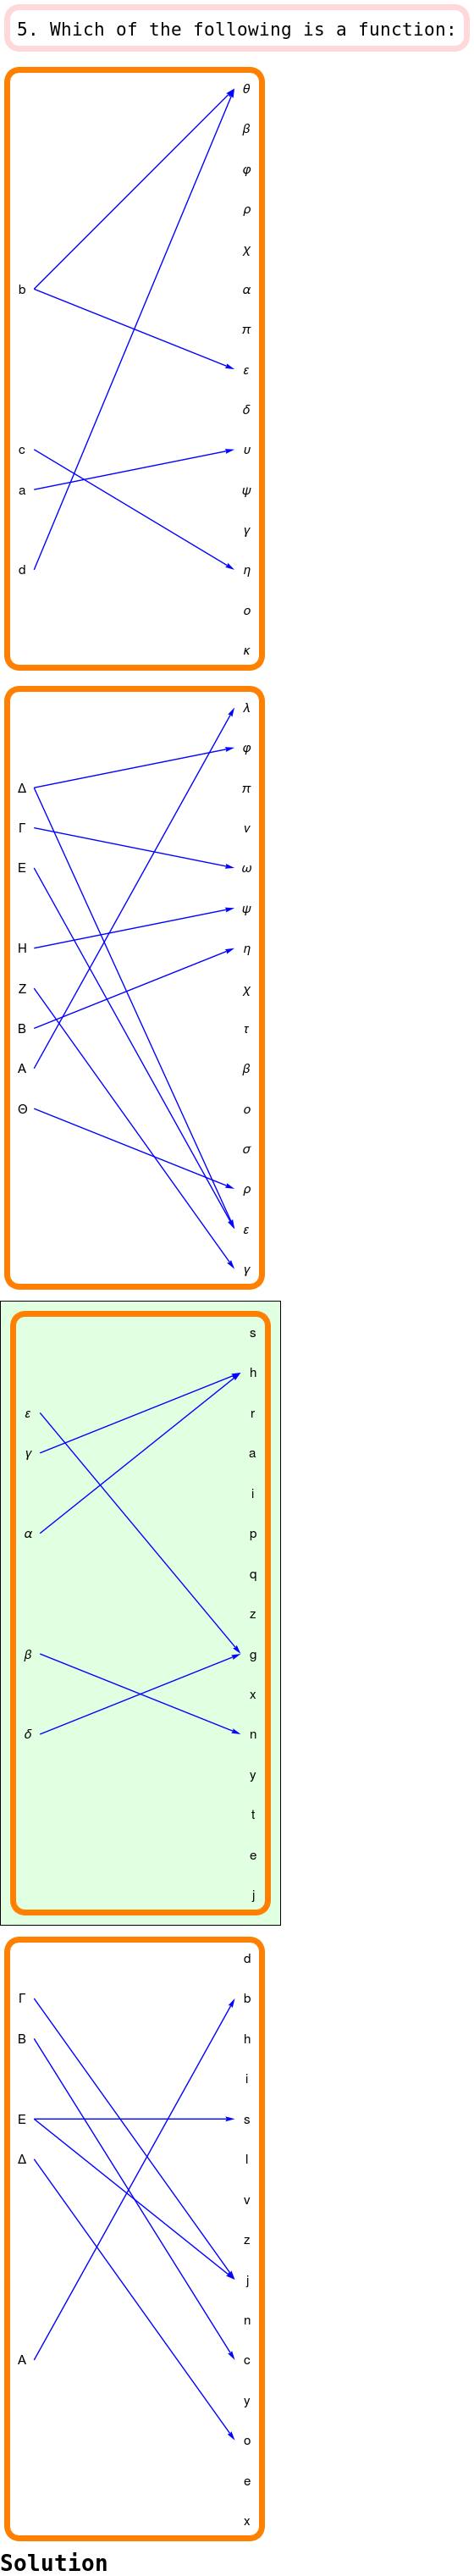 5. Which of the following is a function:
θ
β
φ
ρ
χ
α
π
b
ε
δ
c
υ
a
ψ
γ
d
η
ο
κ
λ
φ
Δ
π
Γ
ν
Ε
ω
ψ
Η
η
Ζ
χ
Β
τ
Α
β
Θ
ο
σ
ρ
ε
γ
s
h
ε
r
γ
a
i
α
p
q
z
β
g
x
δ
n
y
t
e
j
d
Γ
b
Β
h
i
Ε
s
Δ
l
v
z
j
n
Α
c
y
o
e
x
Solution